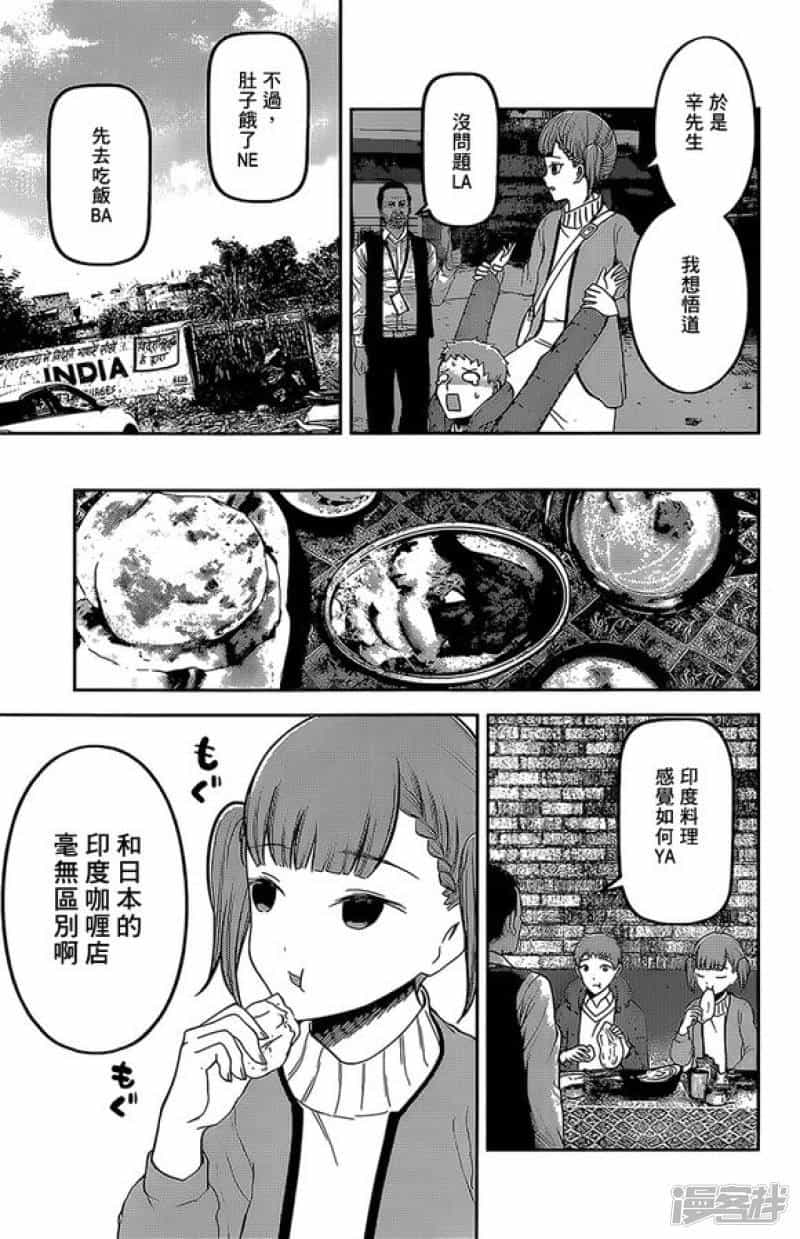 於是
辛先生
我想悟道
沒問題
LA
不過，
肚子餓了
NE
先去吃飯
BA
INDIA
印度料理
感覺如何
YA
もぐ
和日本的
印度咖喱店
毫無區別啊
もぐ
漫客栈